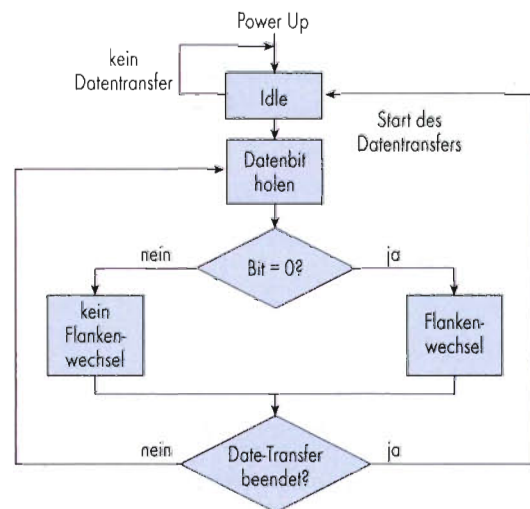 Power Up
kein
Datentransfer
Idle
Start des
Datentransfers
Datenbit
holen
nein
Bit = 0?
ja
kein
Flanken-
wechsel
Flanken-
wechsel
nein
Date-Transfer
beendet?
ja